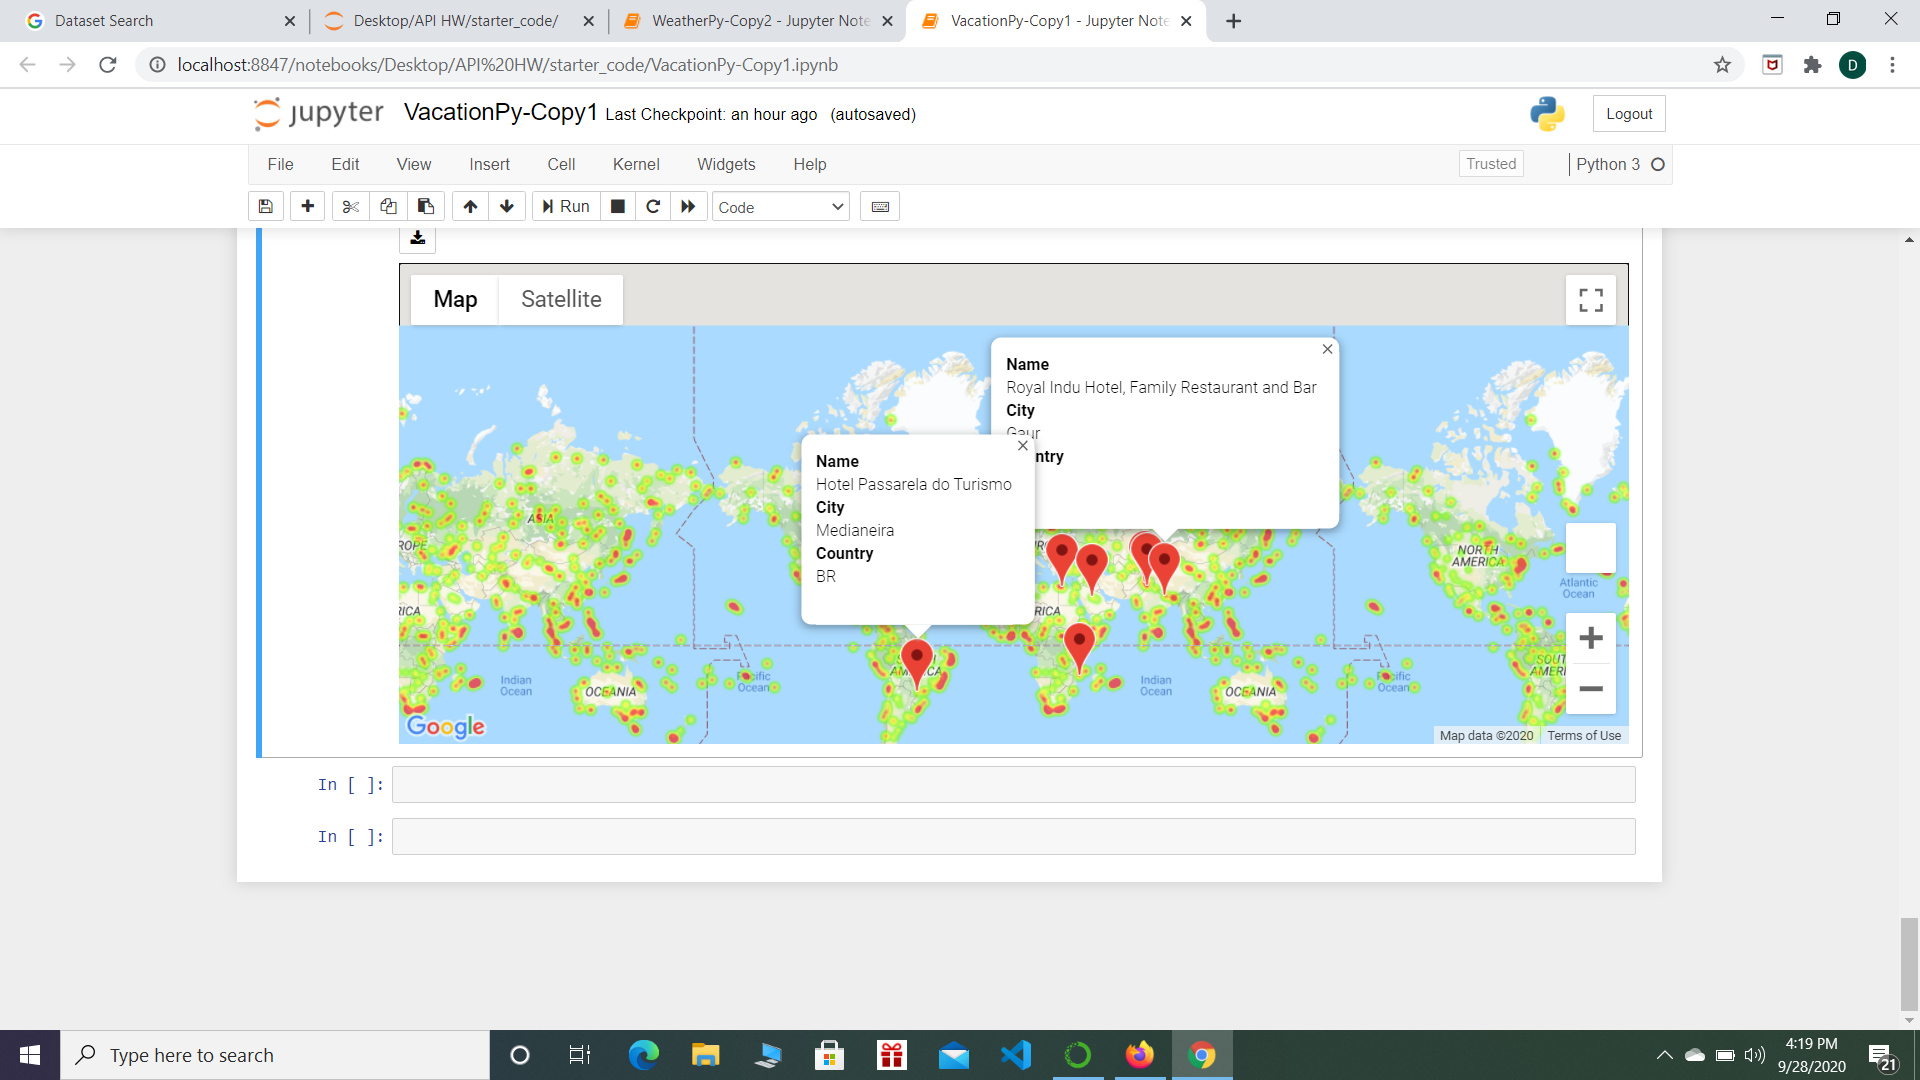 Dataset Search
Desktop/API HW/starter_code/
WeatherPy-Copy2 - Jupyter Note
VacationPy-Copy1 - Jupyter Note
localhost:8847/notebooks/Desktop/API%20HW/starter_code/VacationPy-Copy1.ipynb
D
jupyter
VacationPy-Copy1 Last Checkpoint: an hour ago (autosaved)
Logout
File Edit View Insert Cell Kernel Widgets Help
Trusted
Python 3
Run
Code
Map Satellite
Name
Royal Indu Hotel, Family Restaurant and Bar
City
Gaur
ntry
Name
Hotel Passarela do Turismo
City
Medianeira
Country
BR
ASIA
ROPE
NORTH
AMERICA
Atlantic
Ocean
ICA
RICA
Indian
Ocean
OCEANIA
Pacific
Ocean
AMERICA
Indian
Ocean
OCEANIA
Pacific
Ocean
SOUT
AMERI
Google
Map data ©2020
Terms of Use
In [ ]:
In [ ]:
Type here to search
4:19 PM
9/28/2020
21